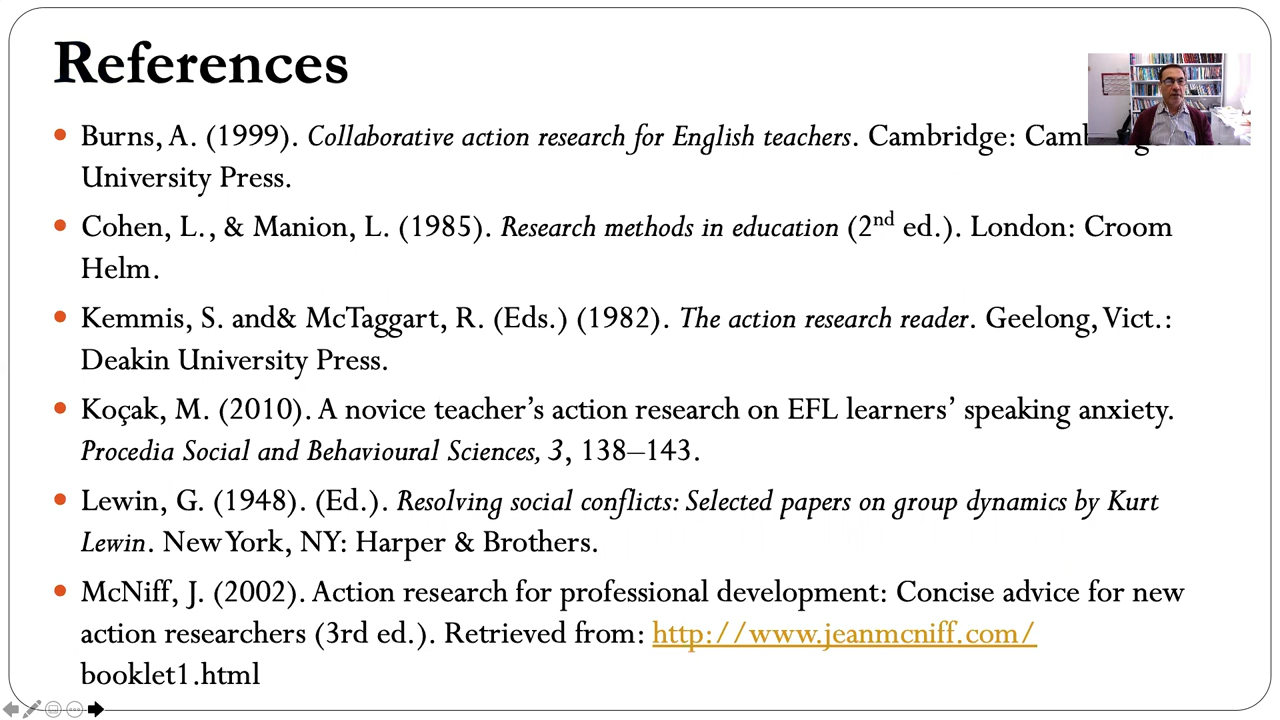 References
Burns, A. (1999). Collaborative action research for English teachers. Cambridge:
University Press.
Cohen, L., & Manion, L. (1985). Research methods in education (2nd ed.). London: Croom
Helm.
Kemmis, S. and& McTaggart, R. (Eds.) (1982). The action research reader. Geelong, Vict.:
Deakin University Press.
Koçak, M. (2010). A novice teacher’s action research on EFL learners’ speaking anxiety.
Procedia Social and Behavioural Sciences, 3, 138–143.
Lewin, G. (1948). (Ed.). Resolving social conflicts: Selected papers on group dynamics by Kurt
Lewin. New York, NY: Harper & Brothers.
McNiff, J. (2002). Action research for professional development: Concise advice for new
action researchers (3rd ed.). Retrieved from: http://www.jeanmcniff.com/
booklet1.html